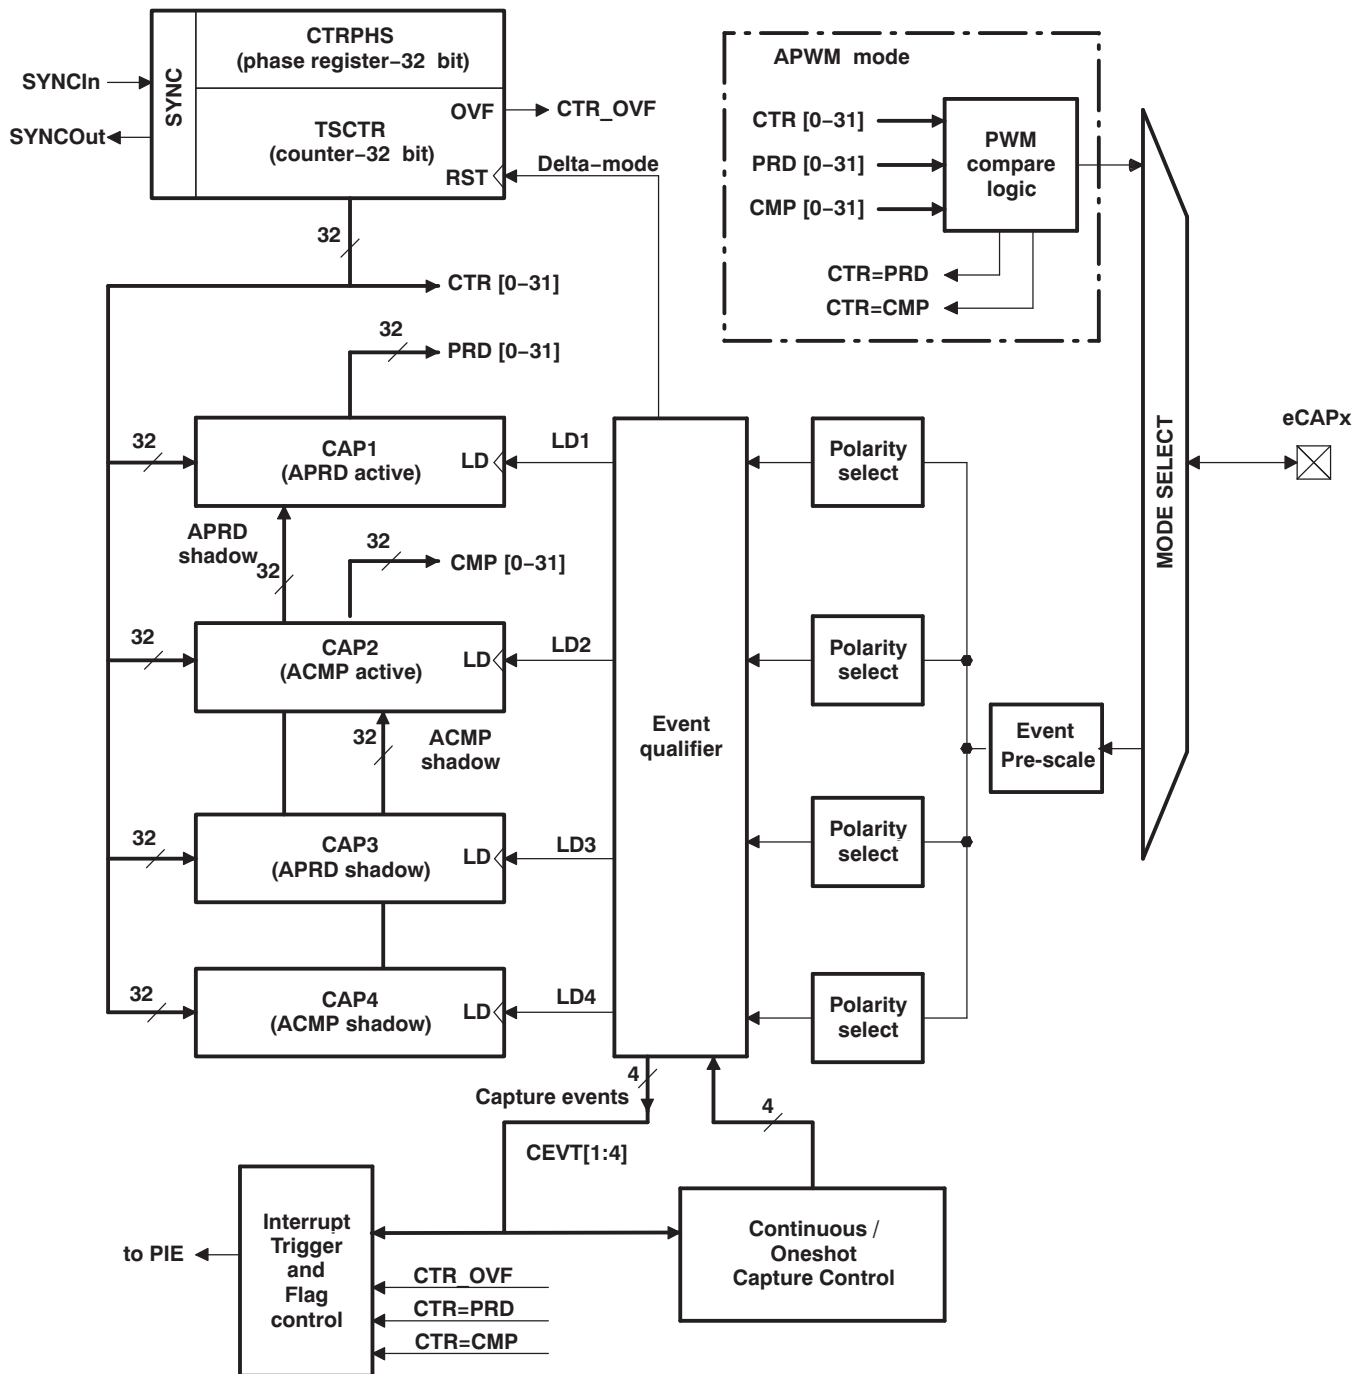 CTRPHS
(phase register−32 bit)
APWM mode
SYNCIn
SYNC
OVF
CTR_OVF
SYNCOut
TSCTR
(counter−32 bit)
RST
Delta−mode
CTR [0−31]
PRD [0−31]
CMP [0−31]
PWM
compare
logic
CTR=PRD
CTR=CMP
32
CTR [0−31]
32
PRD [0−31]
MODE SELECT
eCAPx
32
CAP1
(APRD active)
LD
LD1
Polarity
select
APRD
shadow
32
32
CMP [0−31]
32
CAP2
(ACMP active)
LD
LD2
Polarity
select
32
ACMP
shadow
Event
qualifier
Event
Pre-scale
32
CAP3
(APRD shadow)
LD
LD3
Polarity
select
32
CAP4
(ACMP shadow)
LD
LD4
Polarity
select
4
Capture events
4
CEVT[1:4]
Interrupt
Trigger
and
Flag
control
to PIE
CTR_OVF
CTR=PRD
CTR=CMP
Continuous /
Oneshot
Capture Control